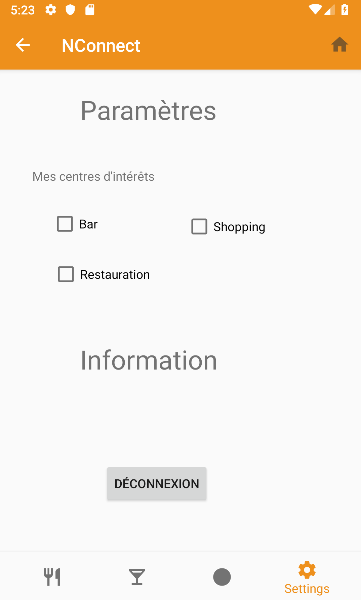 5:23
NConnect
Paramètres
Mes centres d'intérêts
Bar
Shopping
Restauration
Information
DÉCONNEXION
Settings